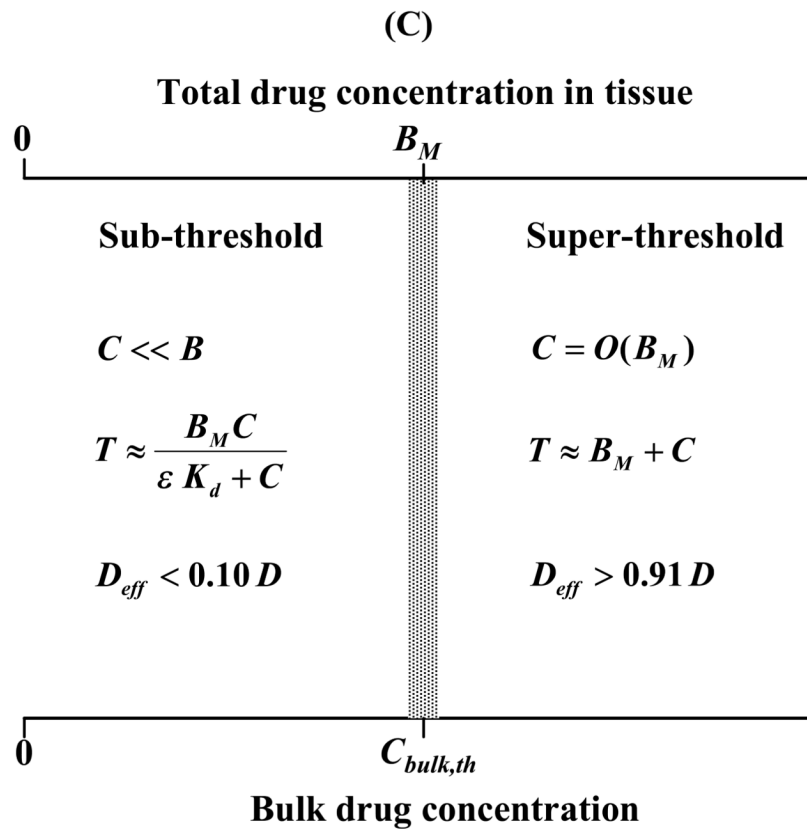 (C)
Total drug concentration in tissue
0 B_M
Sub-threshold Super-threshold
C << B C = O(B_M)
T ≈ B_M C / (ε K_d + C) T ≈ B_M + C
D_eff < 0.10 D D_eff > 0.91 D
0 C_bulk,th
Bulk drug concentration